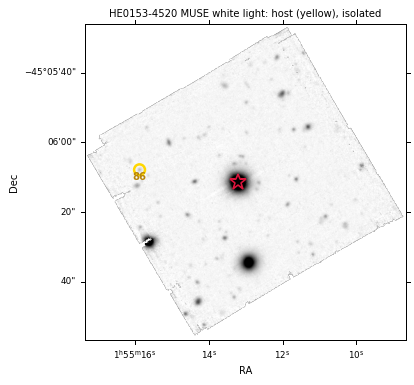 HE0153-4520 MUSE white light: host (yellow), isolated
−45°05'40"
06'00"
20"
40"
Dec
86
1ʰ55ᵐ16ˢ
14ˢ
12ˢ
10ˢ
RA